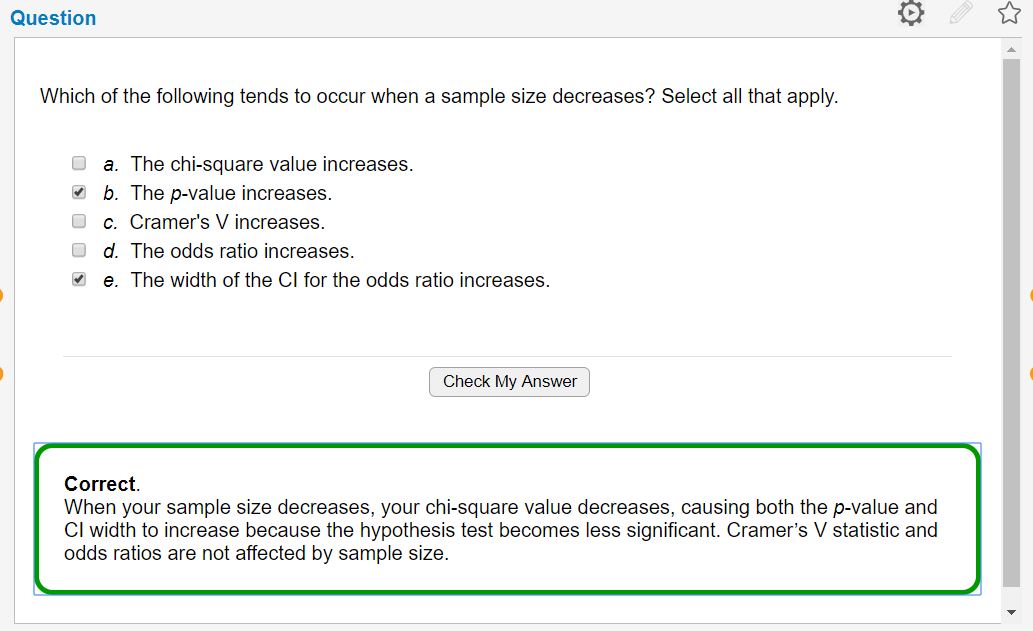 Question
Which of the following tends to occur when a sample size decreases? Select all that apply.
a. The chi-square value increases.
b. The p-value increases.
c. Cramer's V increases.
d. The odds ratio increases.
e. The width of the CI for the odds ratio increases.
Check My Answer
Correct.
When your sample size decreases, your chi-square value decreases, causing both the p-value and
CI width to increase because the hypothesis test becomes less significant. Cramer’s V statistic and
odds ratios are not affected by sample size.